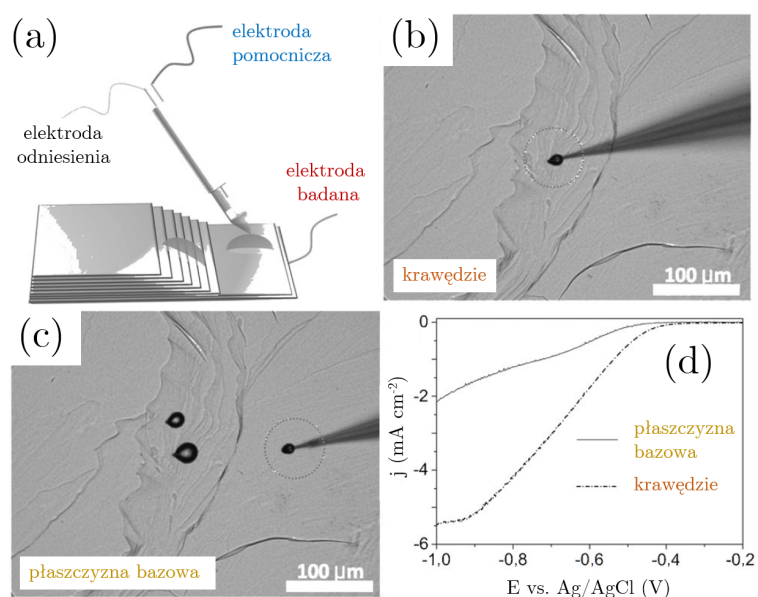 (a)
elektroda
pomocnicza
elektroda
odniesienia
elektroda
badana
(b)
krawędzie
100 µm
(c)
płaszczyzna bazowa
100 µm
(d)
0
-2
-4
-6
j (mA cm⁻²)
płaszczyzna
bazowa
krawędzie
-1,0
-0,8
-0,6
-0,4
-0,2
E vs. Ag/AgCl (V)